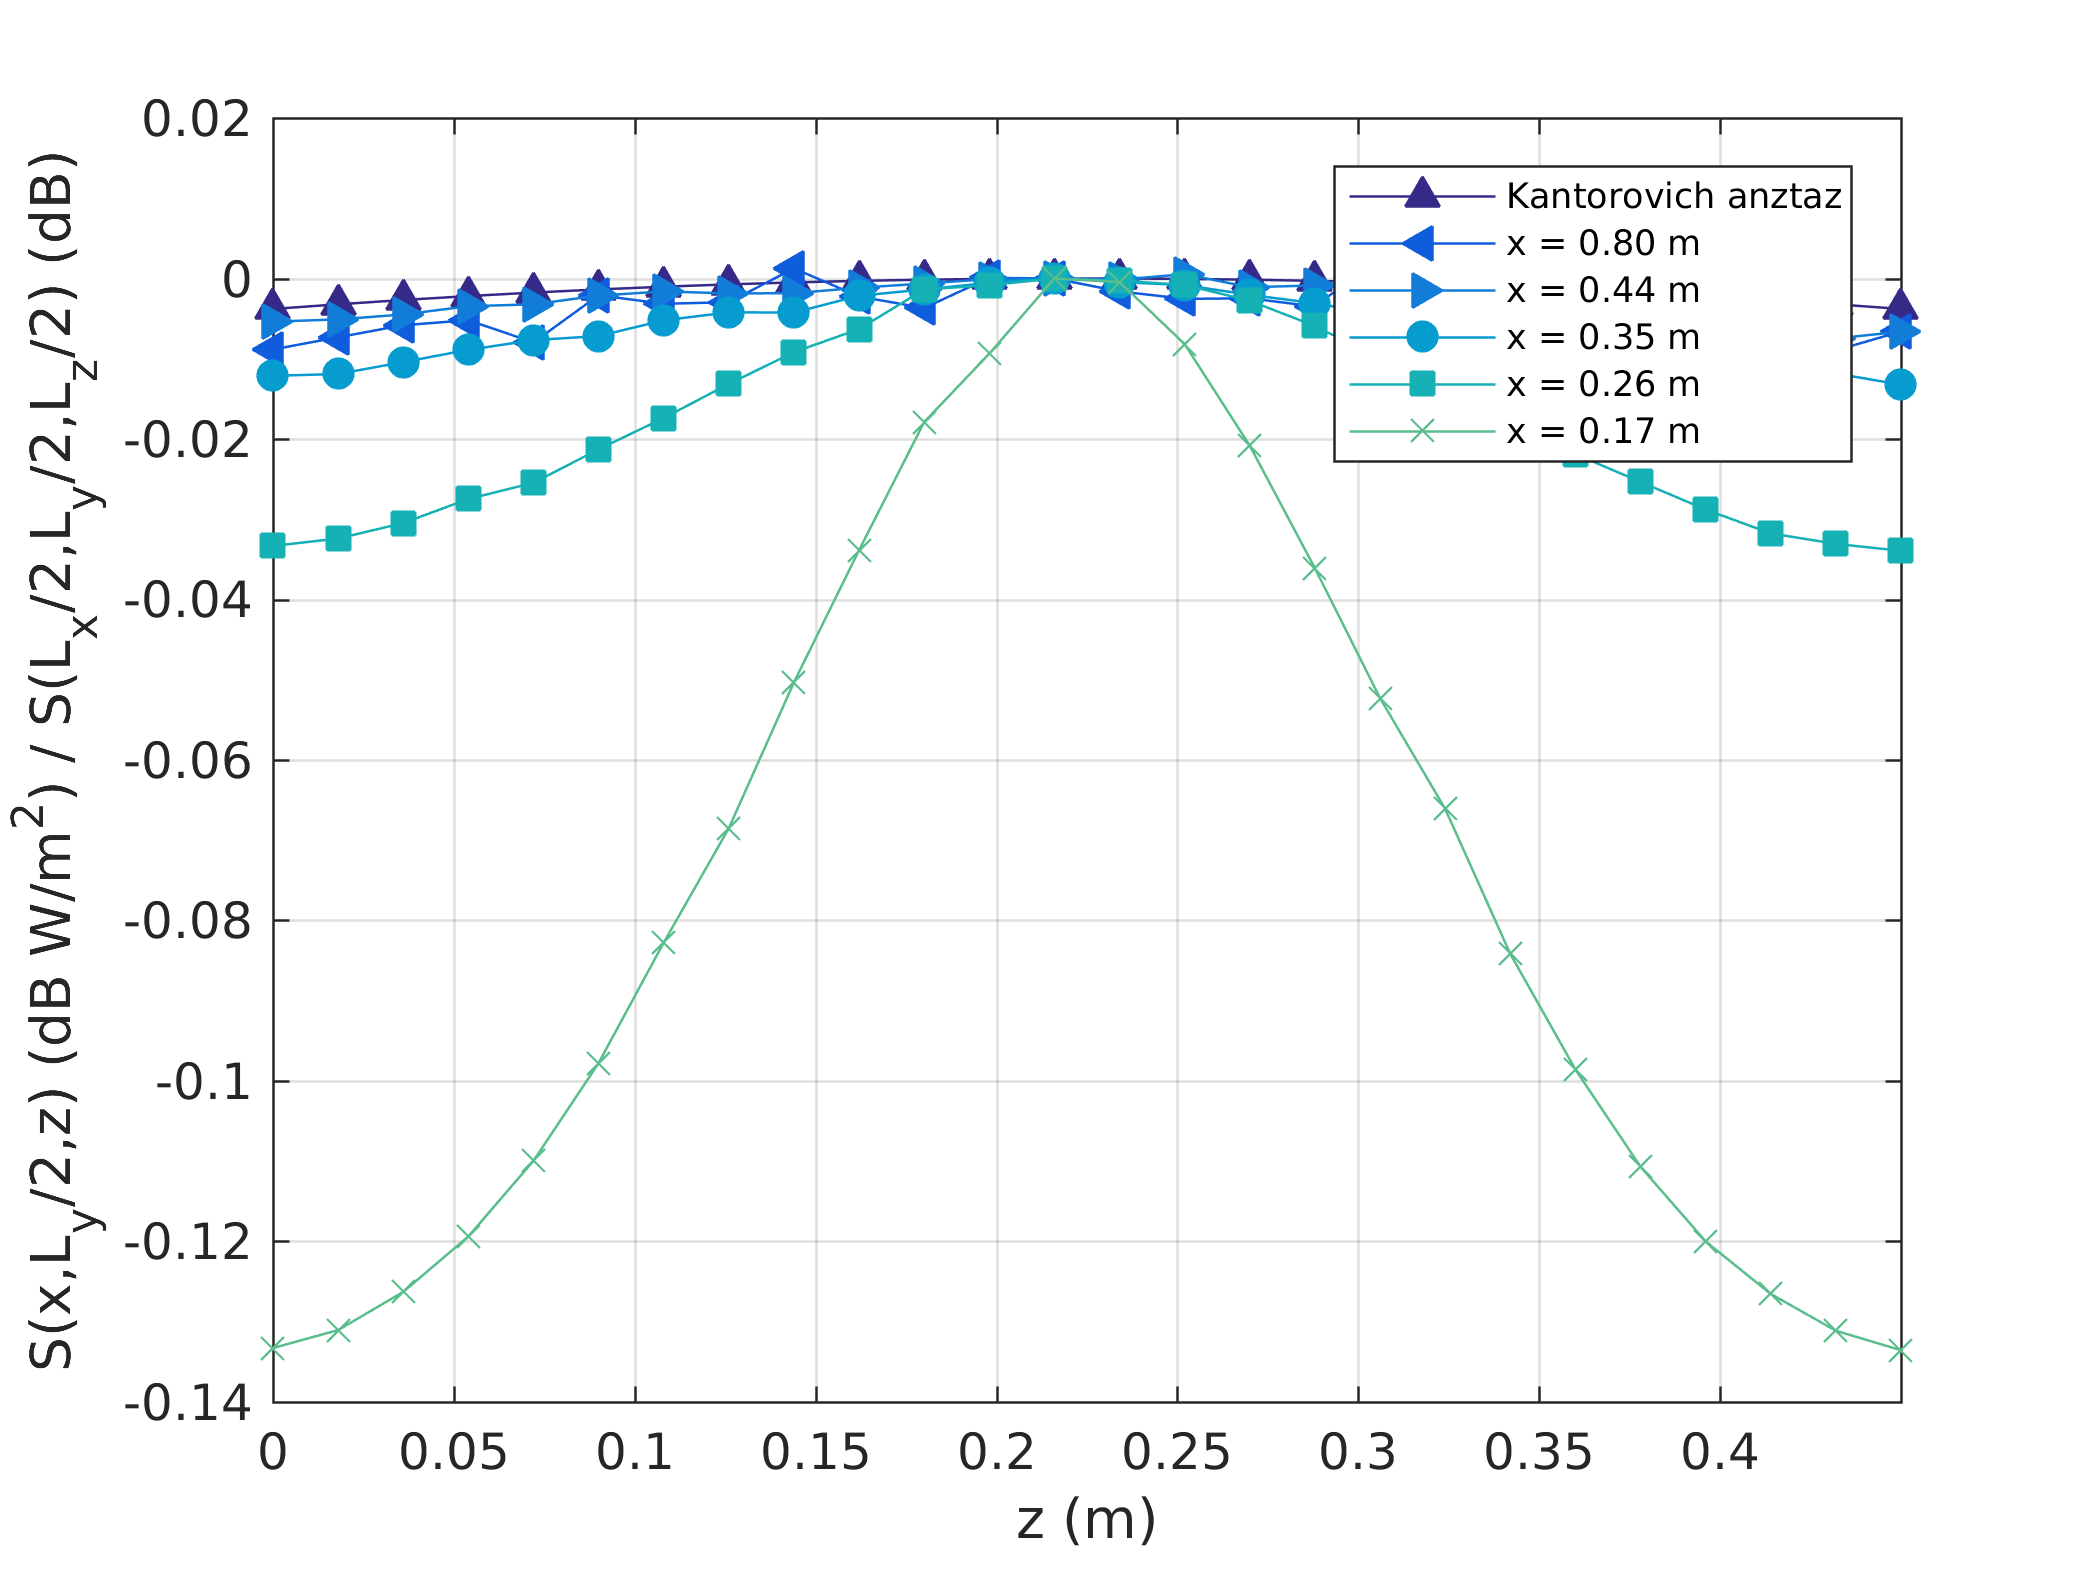 S(x,Ly/2,z) (dB W/m2) / S(Lx/2,Ly/2,Lz/2) (dB)
0.02
0
-0.02
-0.04
-0.06
-0.08
-0.1
-0.12
-0.14
Kantorovich anztaz
x = 0.80 m
x = 0.44 m
x = 0.35 m
x = 0.26 m
x = 0.17 m
0 0.05 0.1 0.15 0.2 0.25 0.3 0.35 0.4
z (m)